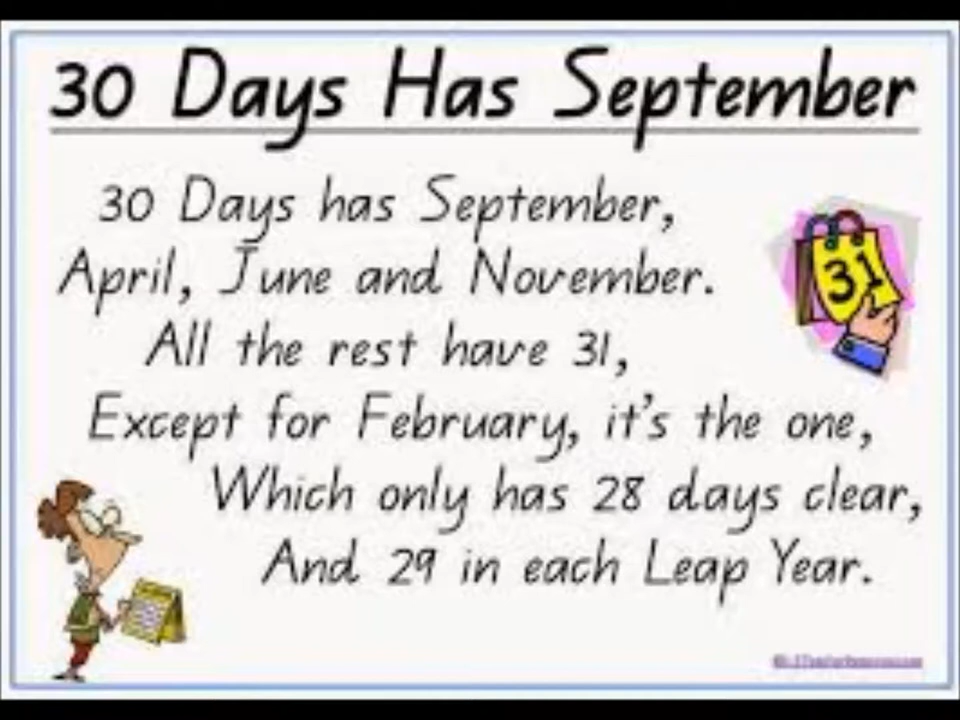 30 Days Has September
30 Days has September,
April, June and November.
All the rest have 31,
Except for February, it's the one,
Which only has 28 days clear,
And 29 in each Leap Year.
31